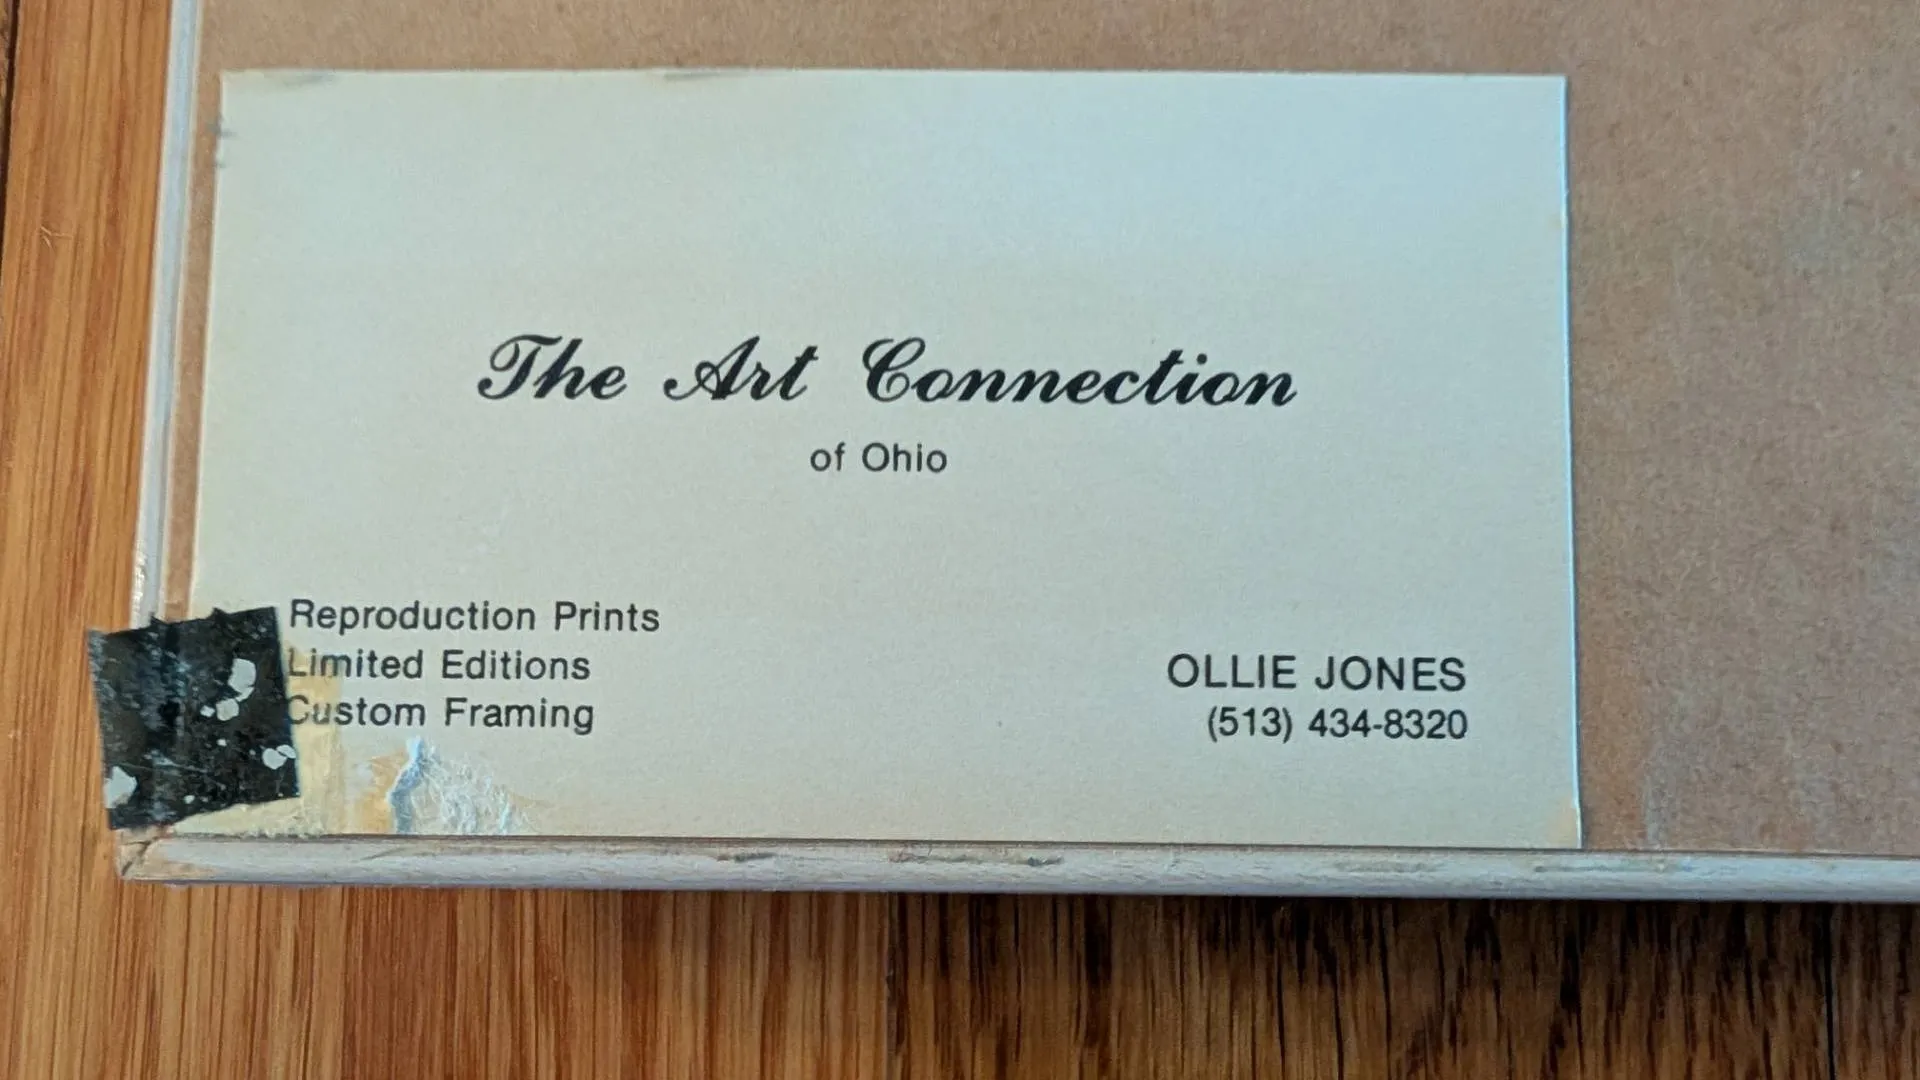 The Art Connection
of Ohio
Reproduction Prints
Limited Editions
Custom Framing
OLLIE JONES
(513) 434-8320